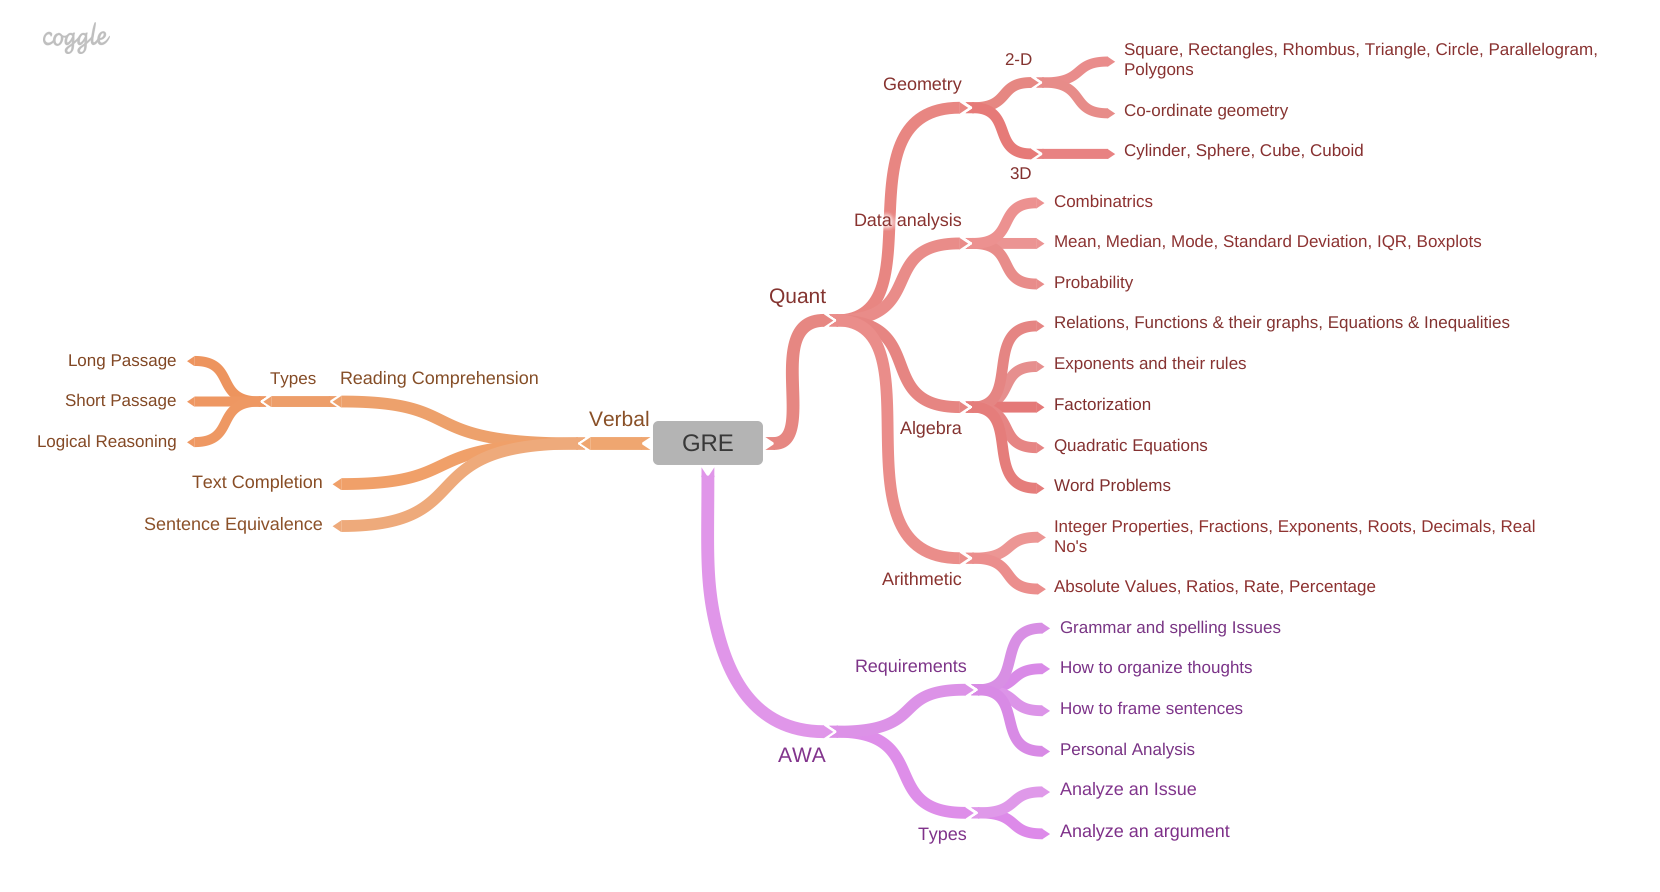 coggle
GRE
Quant
Geometry
2-D
Square, Rectangles, Rhombus, Triangle, Circle, Parallelogram,
Polygons
Co-ordinate geometry
3D
Cylinder, Sphere, Cube, Cuboid
Data analysis
Combinatrics
Mean, Median, Mode, Standard Deviation, IQR, Boxplots
Probability
Algebra
Relations, Functions & their graphs, Equations & Inequalities
Exponents and their rules
Factorization
Quadratic Equations
Word Problems
Arithmetic
Integer Properties, Fractions, Exponents, Roots, Decimals, Real
No's
Absolute Values, Ratios, Rate, Percentage
AWA
Requirements
Grammar and spelling Issues
How to organize thoughts
How to frame sentences
Personal Analysis
Types
Analyze an Issue
Analyze an argument
Verbal
Reading Comprehension
Types
Long Passage
Short Passage
Logical Reasoning
Text Completion
Sentence Equivalence